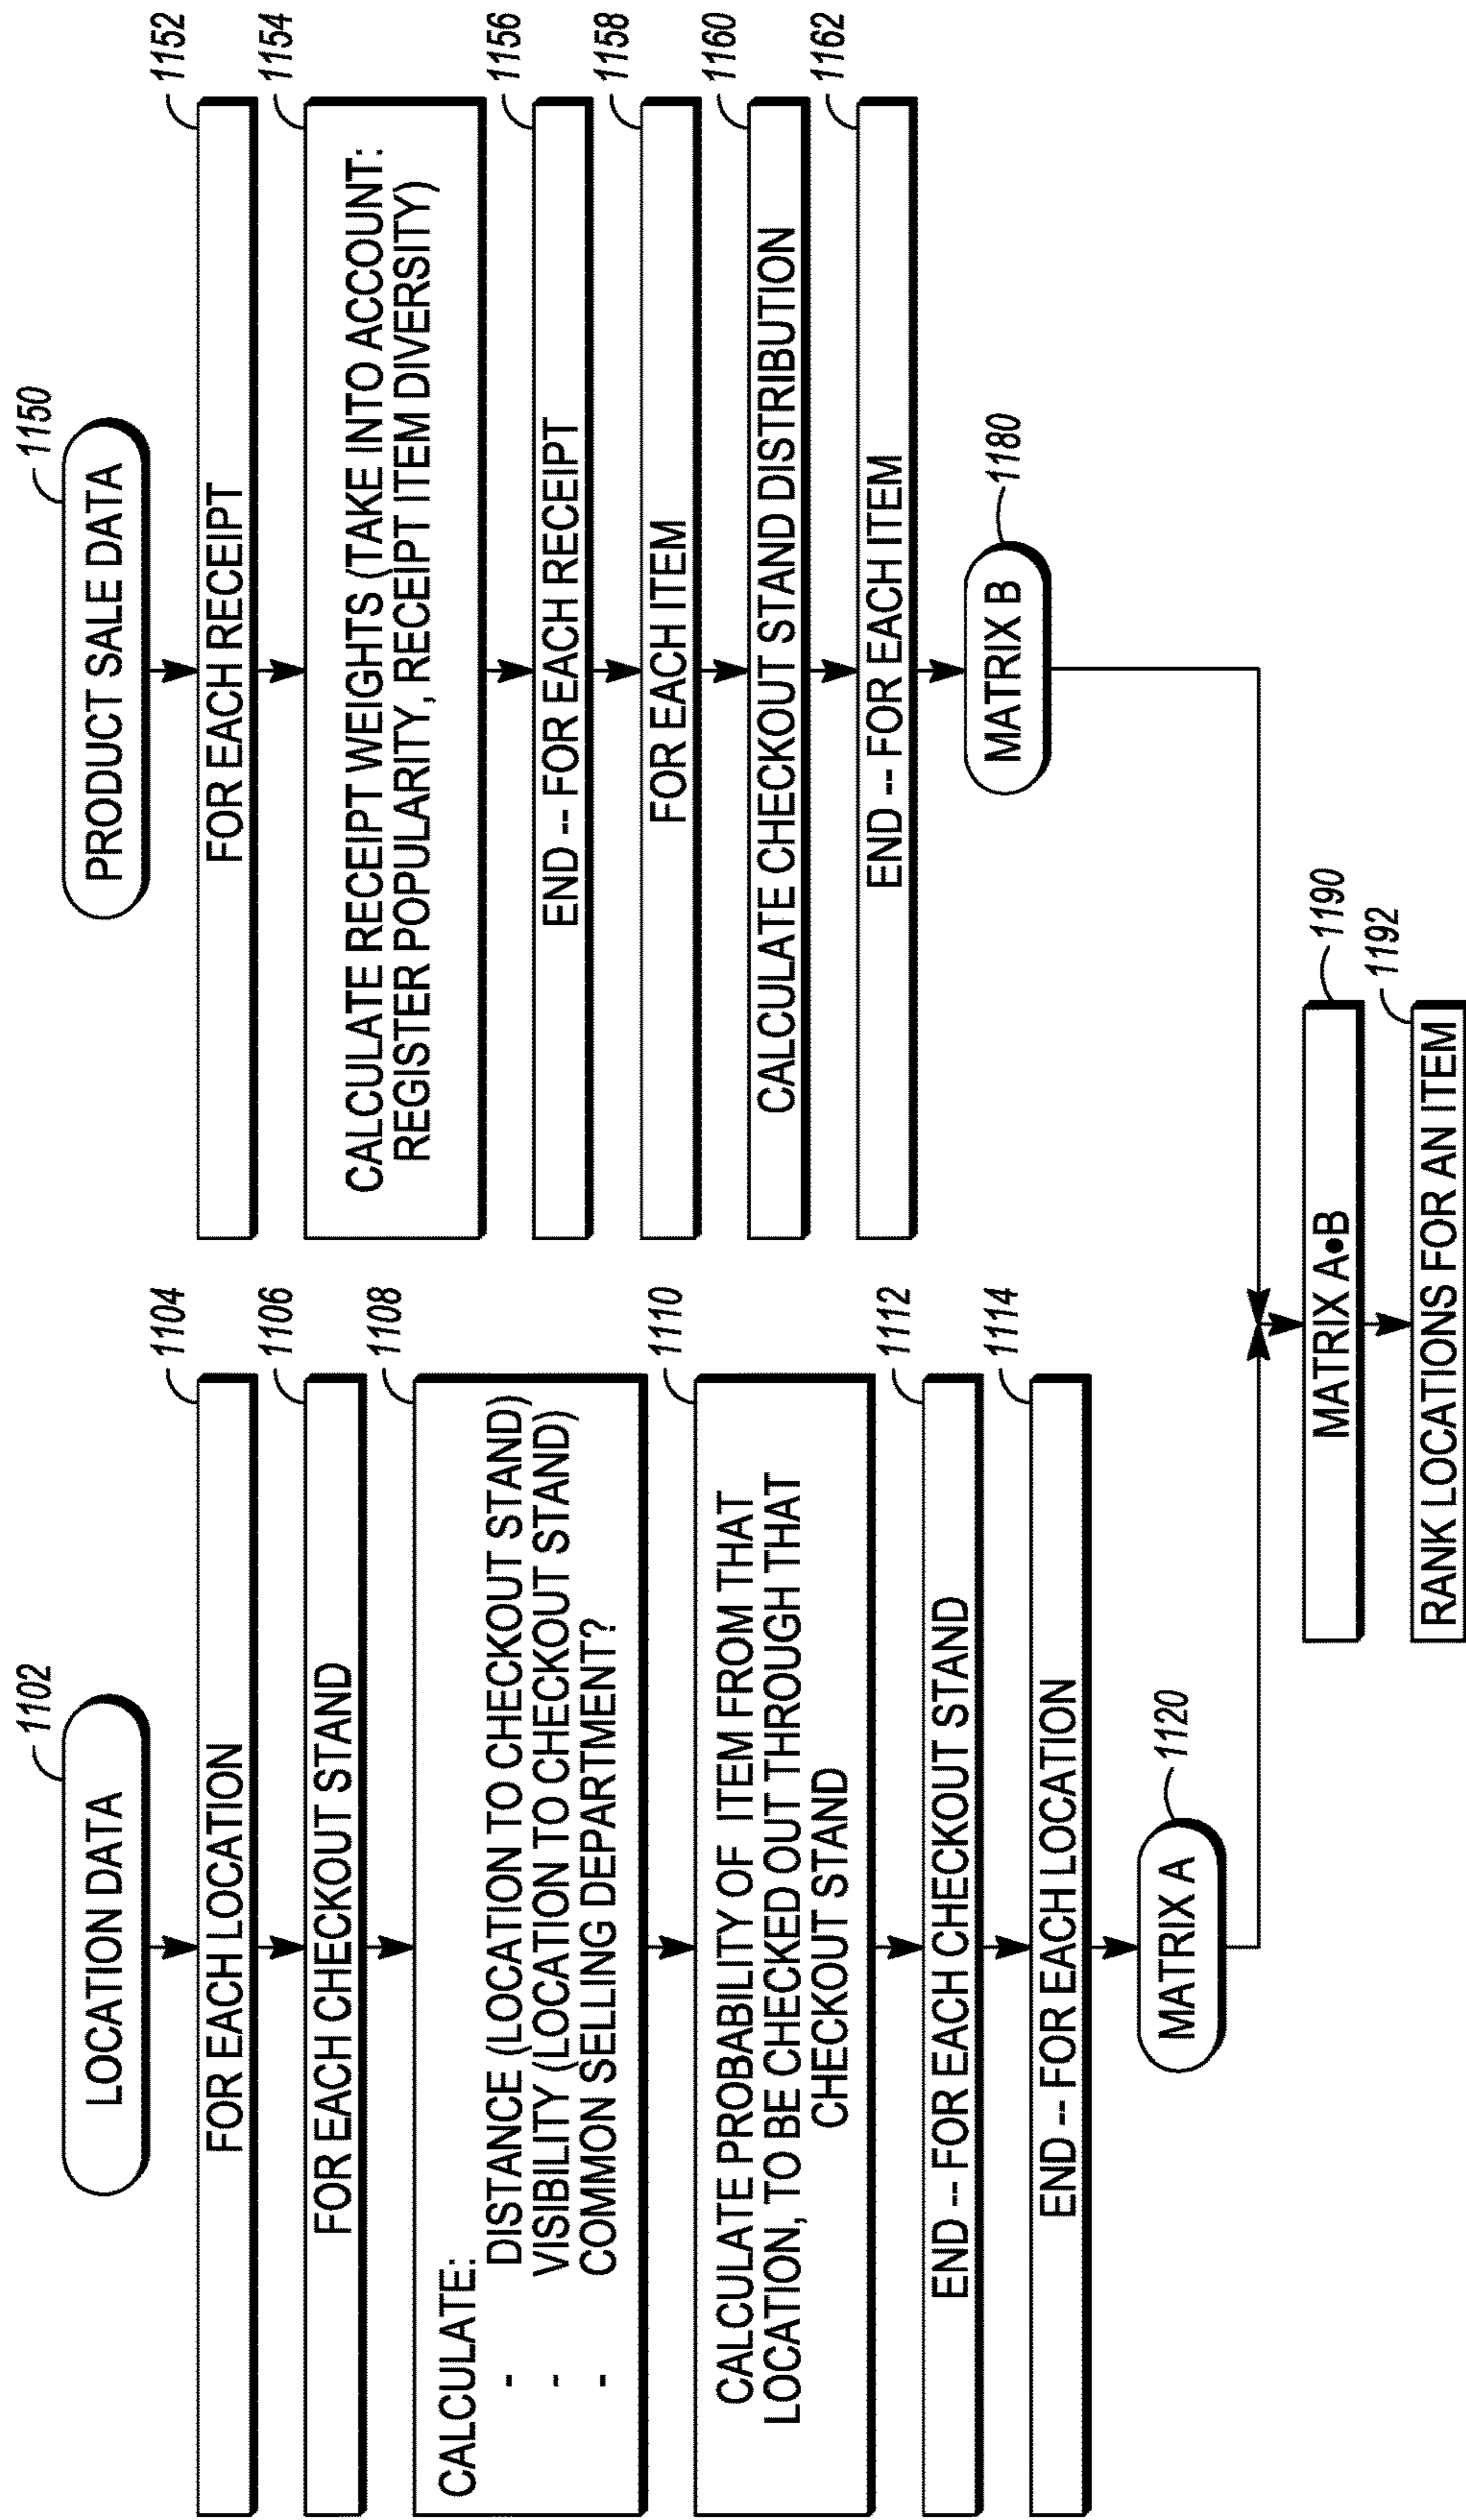 1102
LOCATION DATA
1104
FOR EACH LOCATION
1106
FOR EACH CHECKOUT STAND
1108
CALCULATE:
- DISTANCE (LOCATION TO CHECKOUT STAND)
- VISIBILITY (LOCATION TO CHECKOUT STAND)
- COMMON SELLING DEPARTMENT?
1110
CALCULATE PROBABILITY OF ITEM FROM THAT
LOCATION, TO BE CHECKED OUT THROUGH THAT
CHECKOUT STAND
1112
END -- FOR EACH CHECKOUT STAND
1114
END -- FOR EACH LOCATION
1120
MATRIX A
1150
PRODUCT SALE DATA
1152
FOR EACH RECEIPT
1154
CALCULATE RECEIPT WEIGHTS (TAKE INTO ACCOUNT:
REGISTER POPULARITY, RECEIPT ITEM DIVERSITY)
1156
END -- FOR EACH RECEIPT
1158
FOR EACH ITEM
1160
CALCULATE CHECKOUT STAND DISTRIBUTION
1162
END -- FOR EACH ITEM
1180
MATRIX B
1190
MATRIX A•B
1192
RANK LOCATIONS FOR AN ITEM